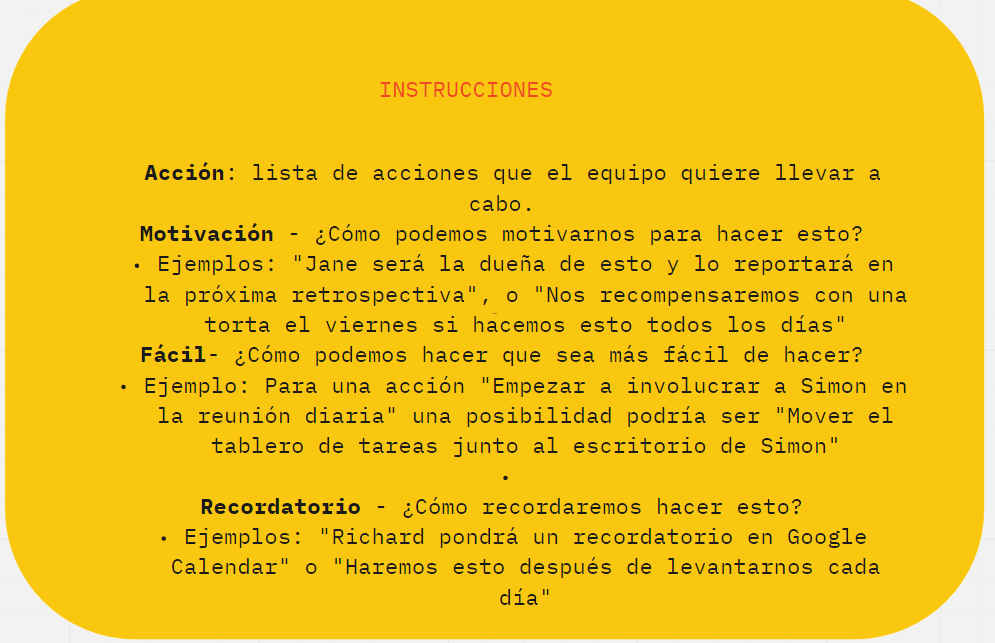 INSTRUCCIONES
Acción: lista de acciones que el equipo quiere llevar a
cabo.
Motivación - ¿Cómo podemos motivarnos para hacer esto?
• Ejemplos: "Jane será la dueña de esto y lo reportará en
la próxima retrospectiva", o "Nos recompensaremos con una
torta el viernes si hacemos esto todos los días"
Fácil- ¿Cómo podemos hacer que sea más fácil de hacer?
• Ejemplo: Para una acción "Empezar a involucrar a Simon en
la reunión diaria" una posibilidad podría ser "Mover el
tablero de tareas junto al escritorio de Simon"
•
Recordatorio - ¿Cómo recordaremos hacer esto?
• Ejemplos: "Richard pondrá un recordatorio en Google
Calendar" o "Haremos esto después de levantarnos cada
día"